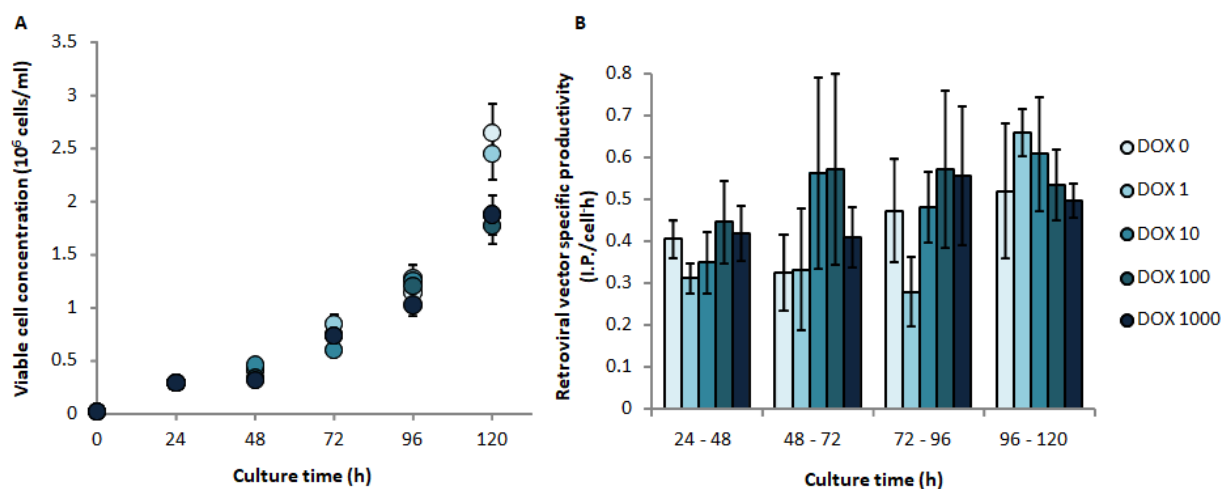 A
Viable cell concentration (10⁶ cells/ml)
3.5
3
2.5
2
1.5
1
0.5
0
0 24 48 72 96 120
Culture time (h)
B
Retroviral vector specific productivity
(I.P./cell·h)
0.8
0.7
0.6
0.5
0.4
0.3
0.2
0.1
0
24 - 48 48 - 72 72 - 96 96 - 120
Culture time (h)
DOX 0
DOX 1
DOX 10
DOX 100
DOX 1000